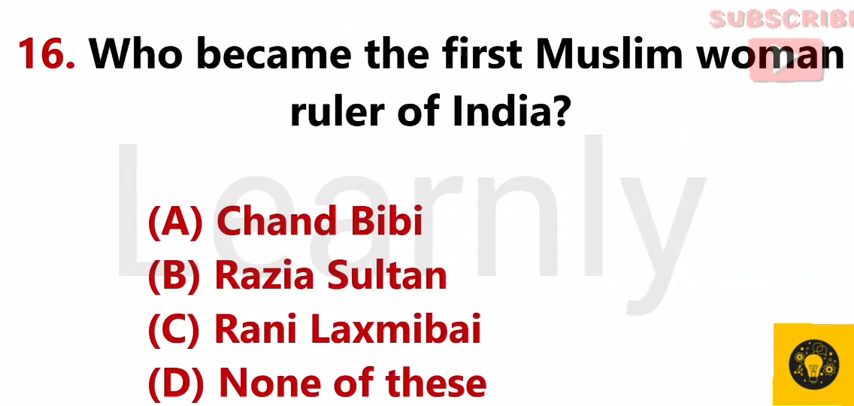 SUBSCRIBE
16. Who became the first Muslim woman
ruler of India?
Learnly
(A) Chand Bibi
(B) Razia Sultan
(C) Rani Laxmibai
(D) None of these